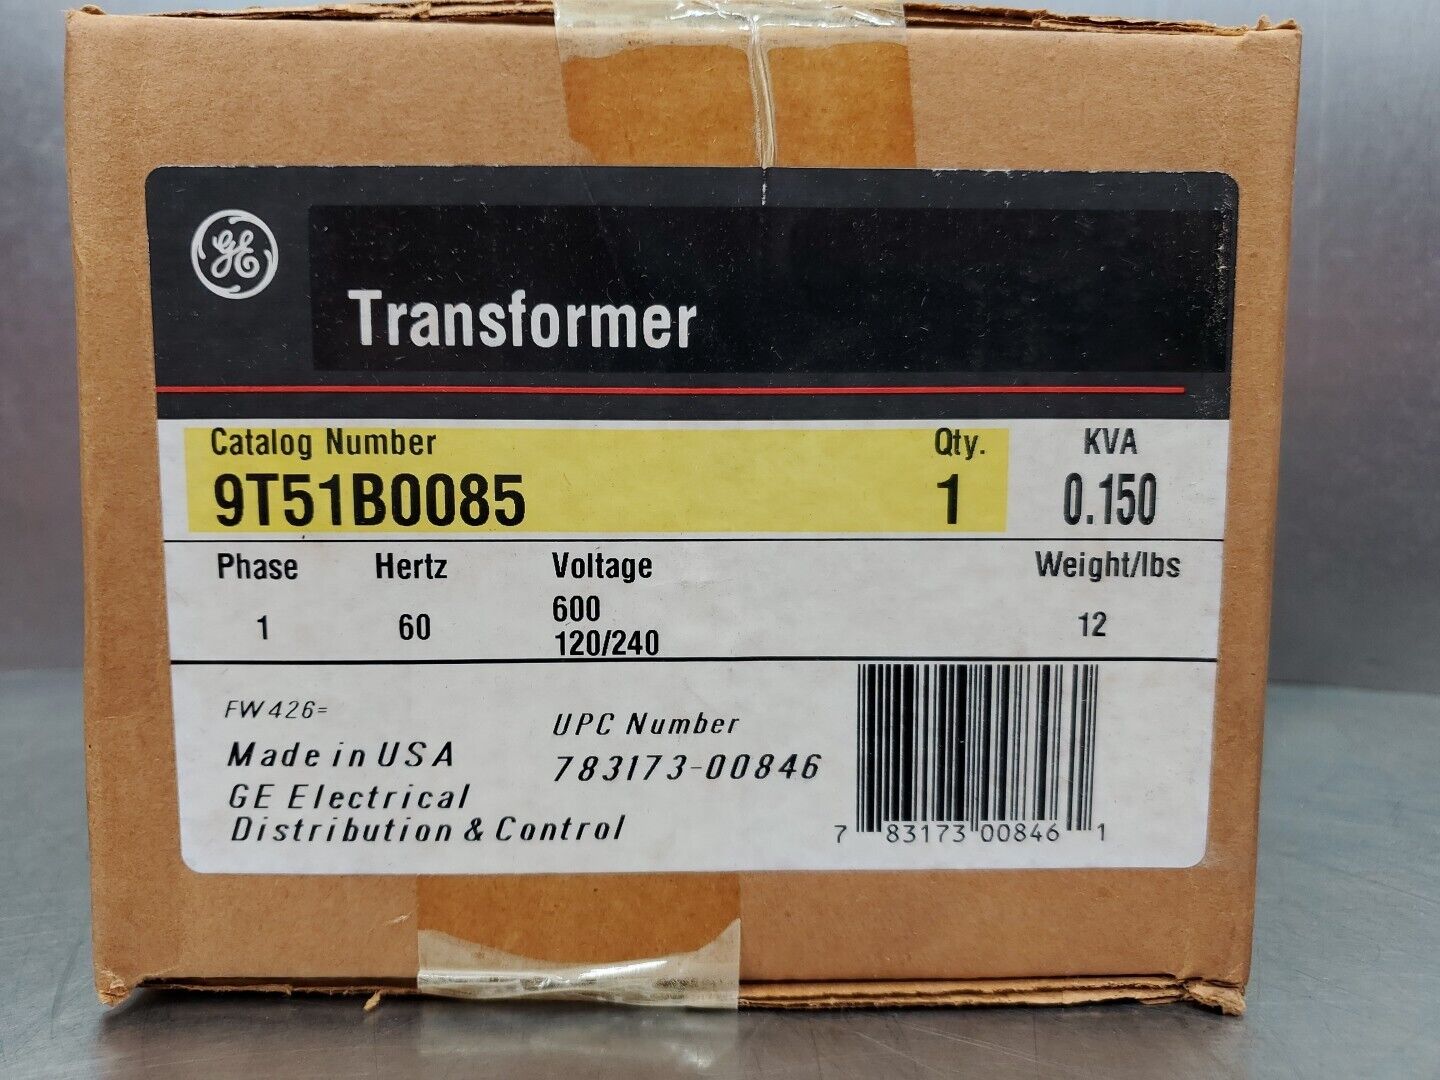 GE
Transformer
Catalog Number Qty. KVA
9T51B0085 1 0.150
Phase Hertz Voltage Weight/lbs
1 60 600 12
120/240
FW426=
Made in USA
GE Electrical
Distribution & Control
UPC Number
783173-00846
7 83173 00846 1